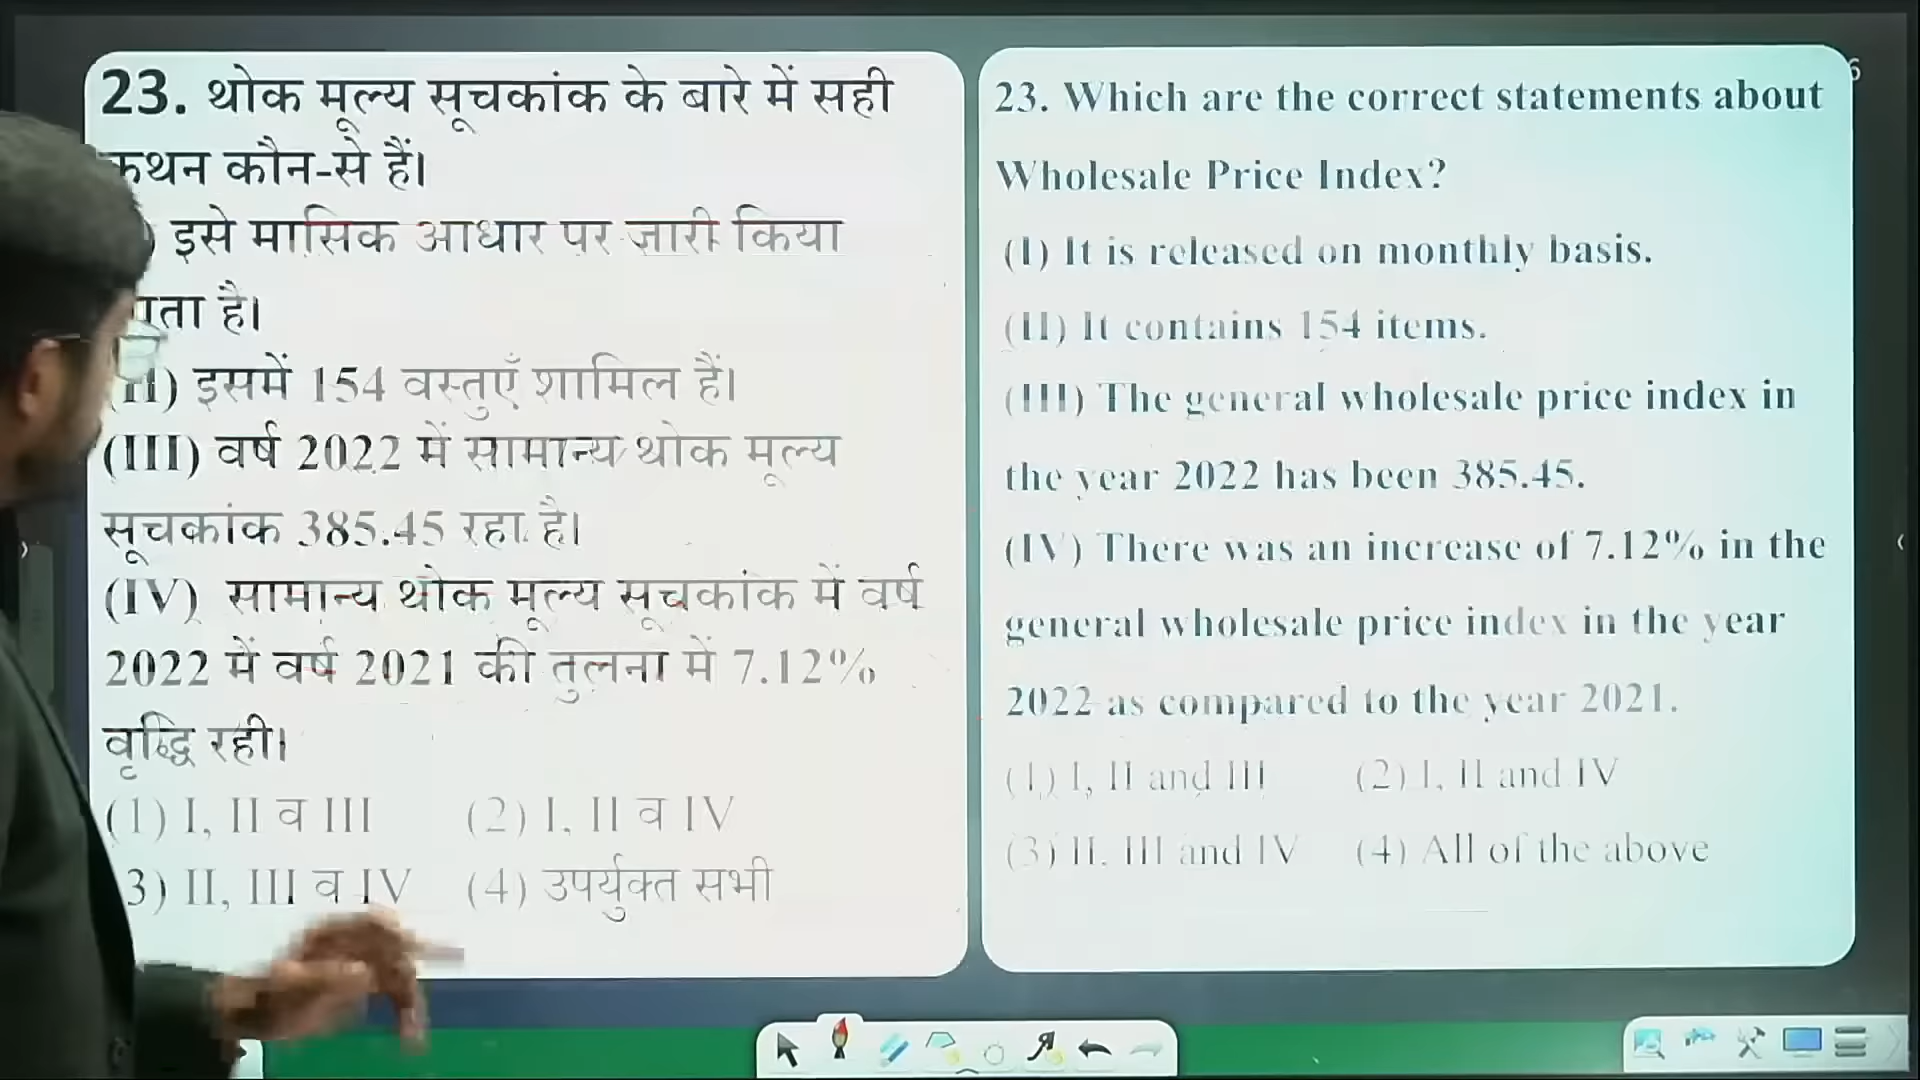 23. थोक मूल्य सूचकांक के बारे में सही
कथन कौन-से हैं।
) इसे मासिक आधार पर जारी किया
ाता है।
(II) इसमें 154 वस्तुएँ शामिल हैं।
(III) वर्ष 2022 में सामान्य थोक मूल्य
सूचकांक 385.45 रहा है।
(IV) सामान्य थोक मूल्य सूचकांक में वर्ष
2022 में वर्ष 2021 की तुलना में 7.12%
वृद्धि रही।
(1) I, II व III (2) I, II व IV
3) II, III व IV (4) उपर्युक्त सभी
23. Which are the correct statements about
Wholesale Price Index?
(I) It is released on monthly basis.
(II) It contains 154 items.
(III) The general wholesale price index in
the year 2022 has been 385.45.
(IV) There was an increase of 7.12% in the
general wholesale price index in the year
2022 as compared to the year 2021.
(1) I, II and III (2) I, II and IV
(3) II, III and IV (4) All of the above
6